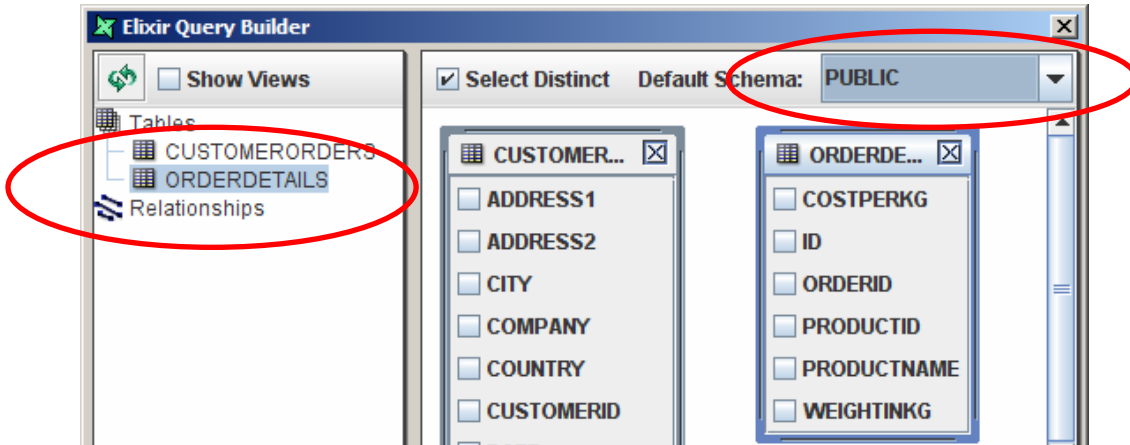 Elixir Query Builder
Show Views
Select Distinct Default Schema: PUBLIC
Tables
CUSTOMERORDERS
ORDERDETAILS
Relationships
CUSTOMER...
ADDRESS1
ADDRESS2
CITY
COMPANY
COUNTRY
CUSTOMERID
ORDERDE...
COSTPERKG
ID
ORDERID
PRODUCTID
PRODUCTNAME
WEIGHTINKG